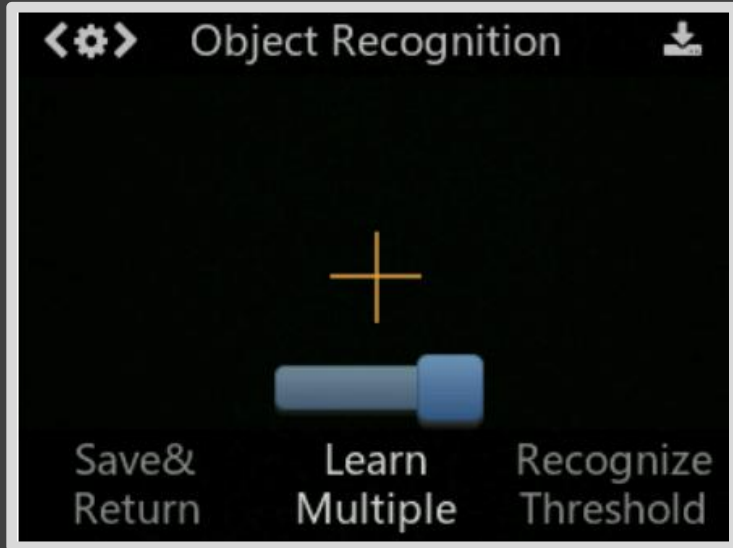 Object Recognition
Save&
Return
Learn
Multiple
Recognize
Threshold